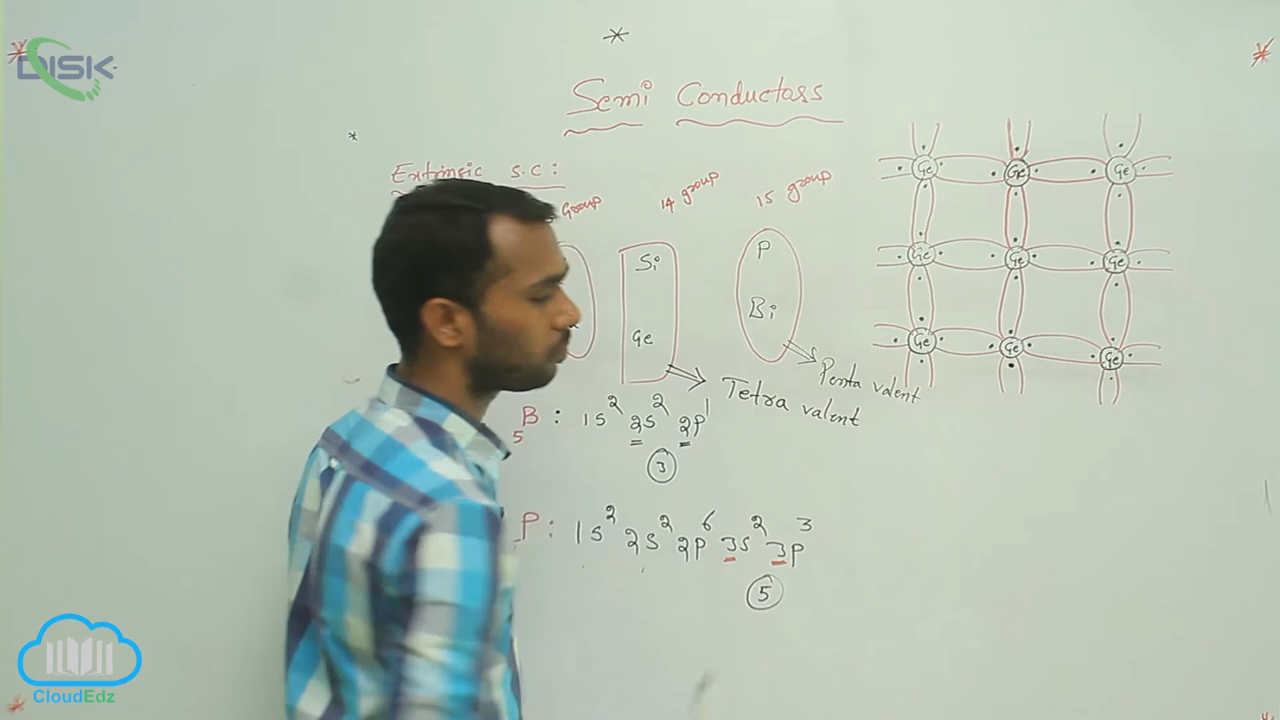 DISK
Semi Conductors
Extrinsic S.C:
Group
14 group
15 group
Si
Ge
P
Bi
Penta valent
Tetra valent
Ge Ge Ge
Ge Ge Ge
Ge Ge Ge
5B: 1s² 2s² 2p¹
3
P: 1s² 2s² 2p⁶ 3s² 3p³
5
CloudEdz